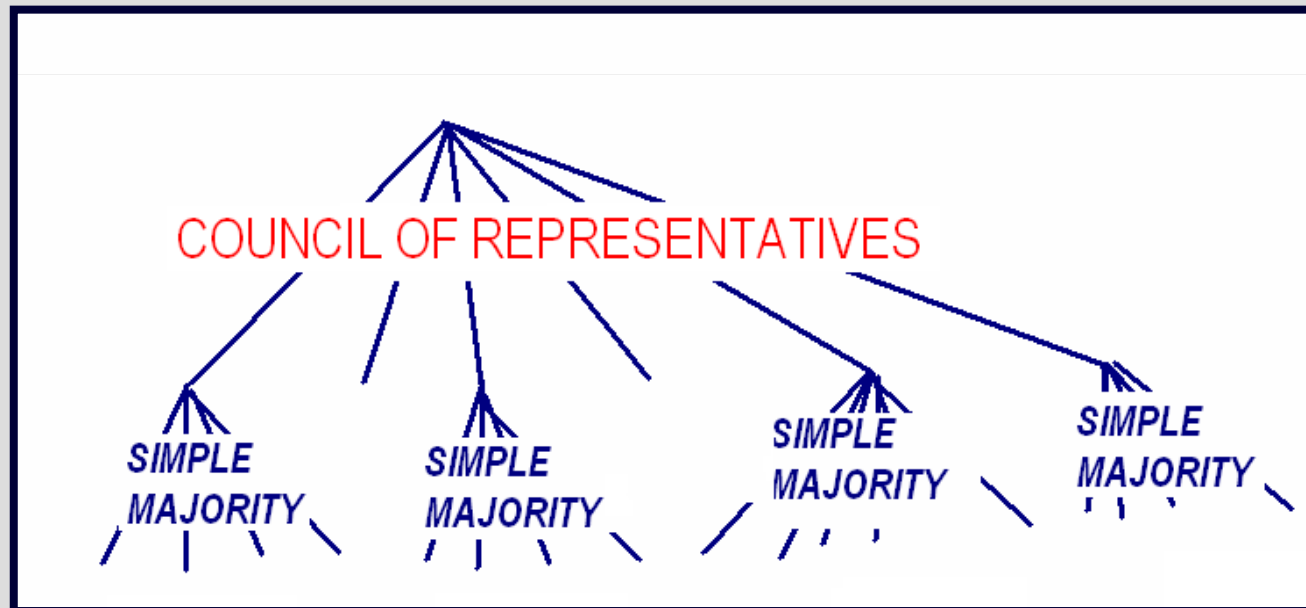 COUNCIL OF REPRESENTATIVES
SIMPLE
MAJORITY
SIMPLE
MAJORITY
SIMPLE
MAJORITY
SIMPLE
MAJORITY